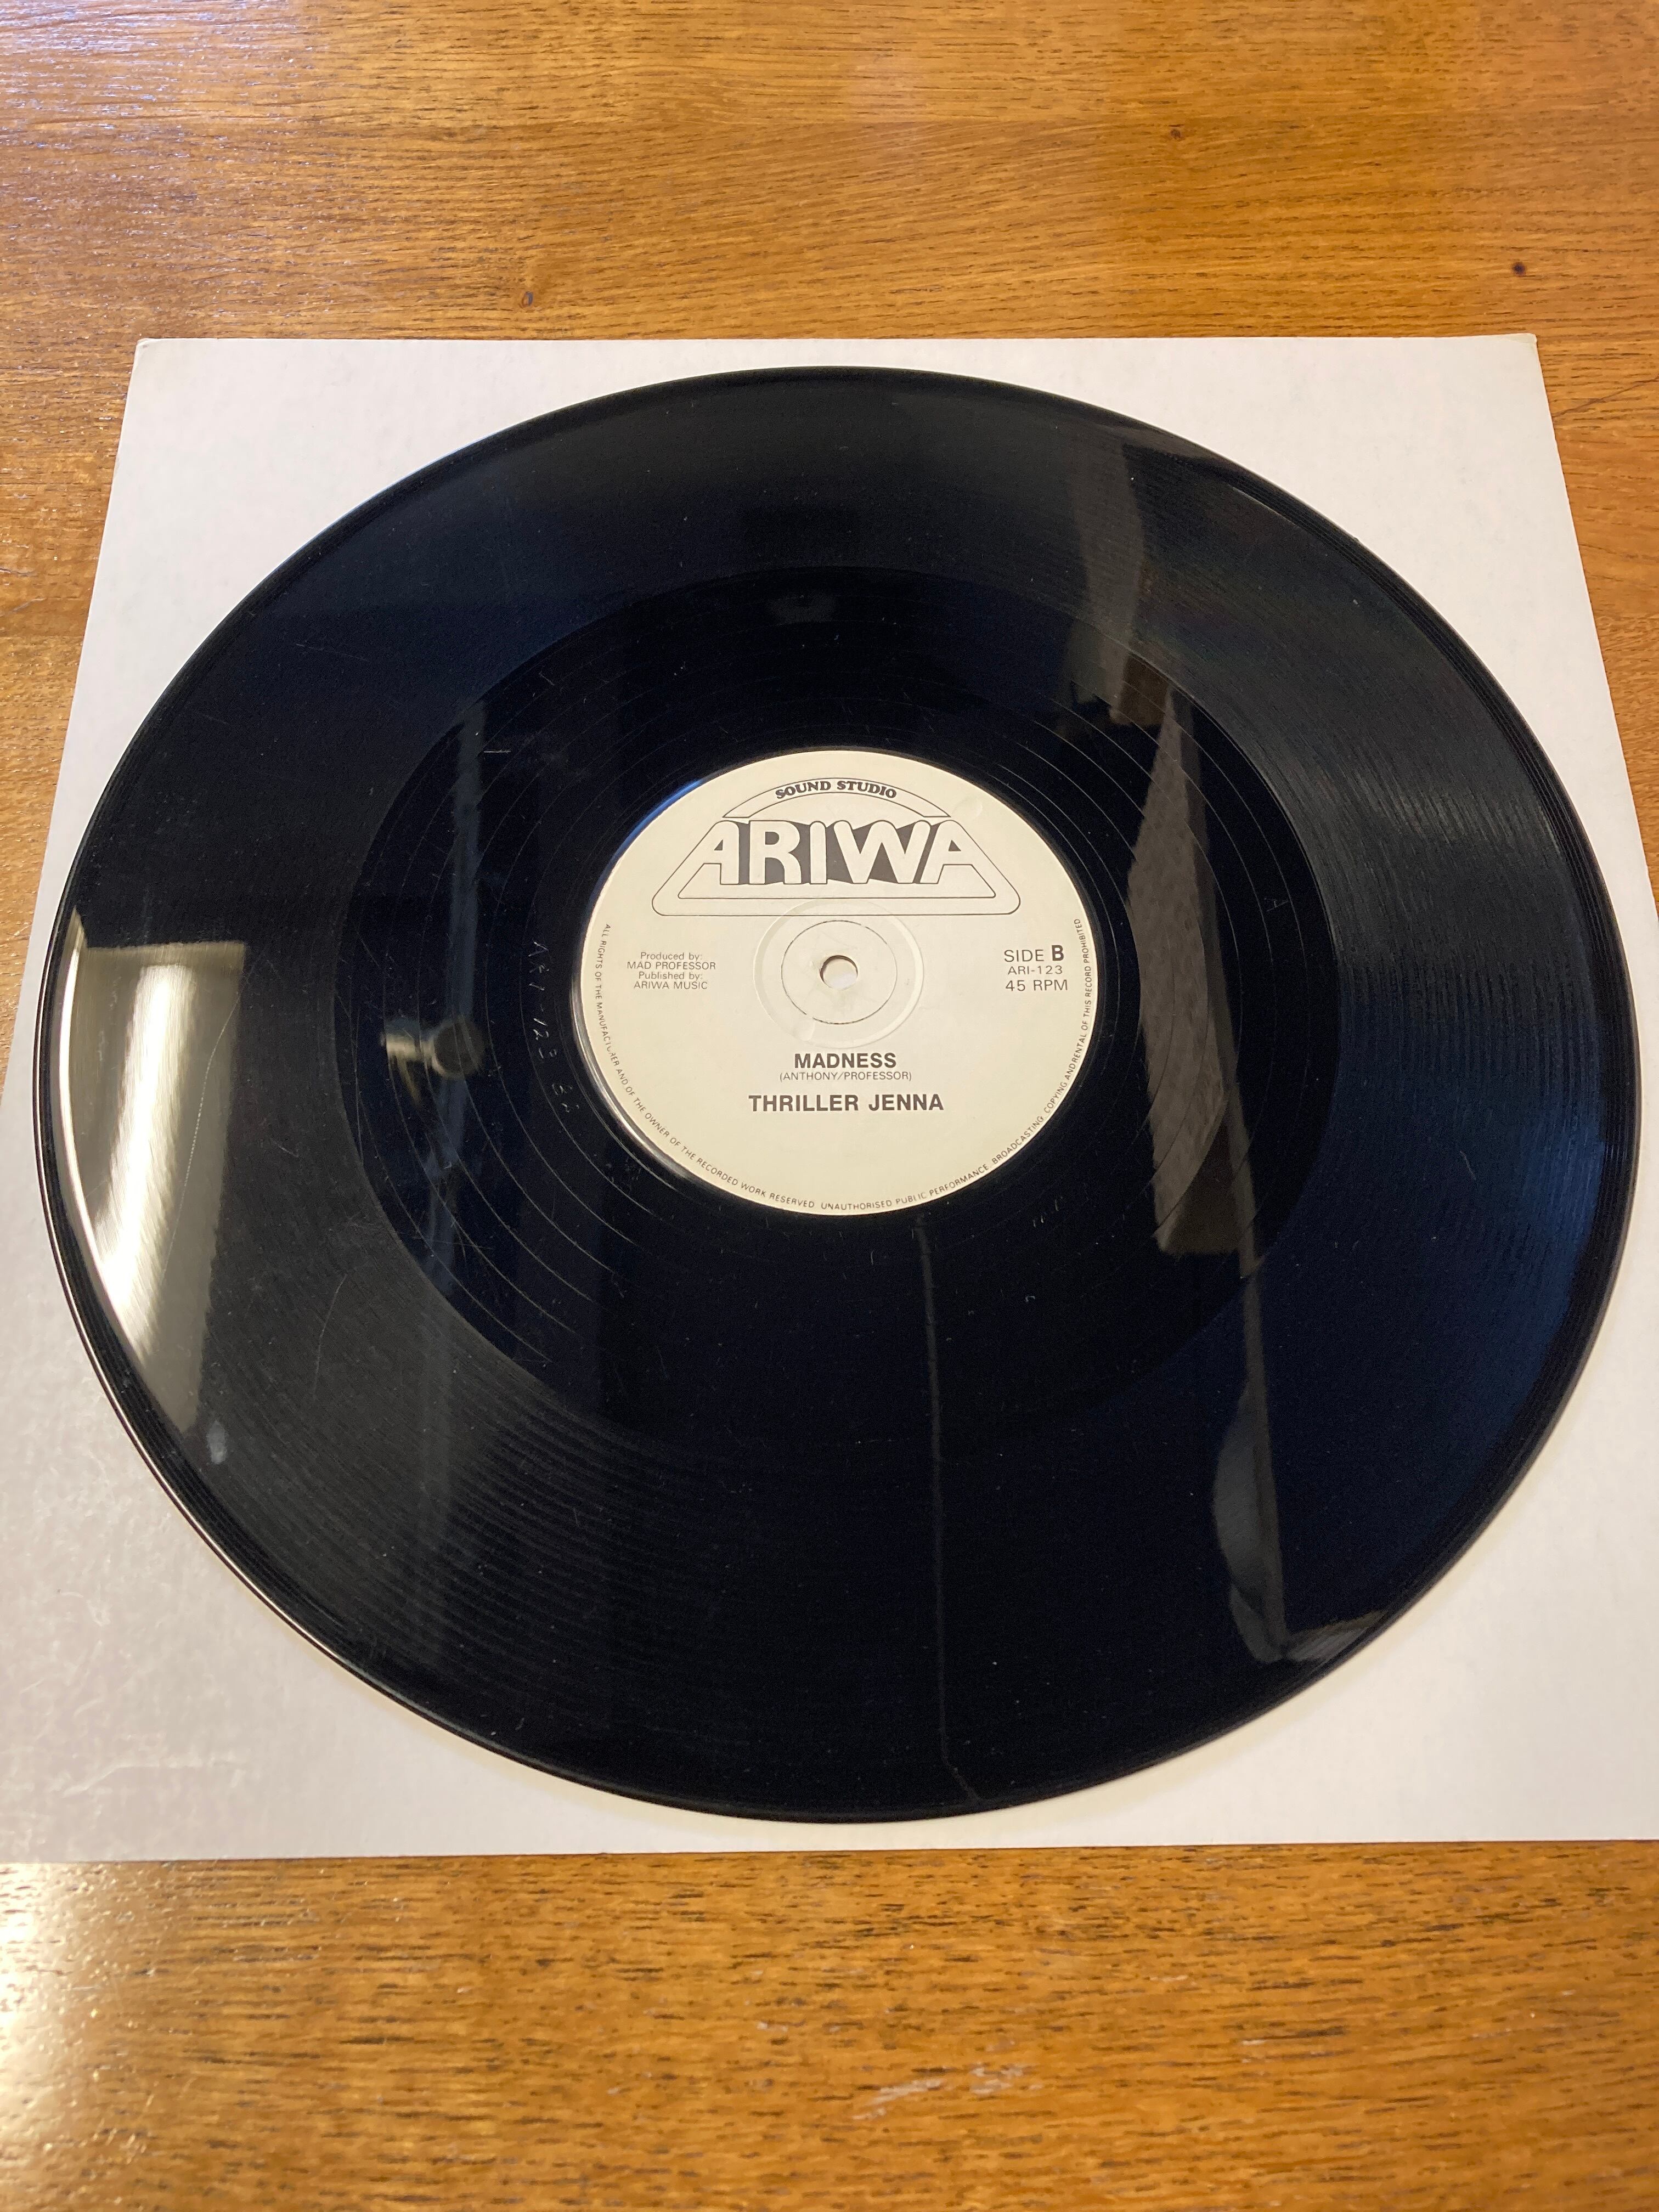 SOUND STUDIO
ARIWA
Produced by:
MAD PROFESSOR
Published by:
ARIWA MUSIC
SIDE B
ARI-123
45 RPM
MADNESS
(ANTHONY/PROFESSOR)
THRILLER JENNA
ALL RIGHTS OF THE MANUFACTURER AND OF THE OWNER OF THE RECORDED WORK RESERVED UNAUTHORISED PUBLIC PERFORMANCE BROADCASTING COPYING AND RENTAL OF THIS RECORD PROHIBITED